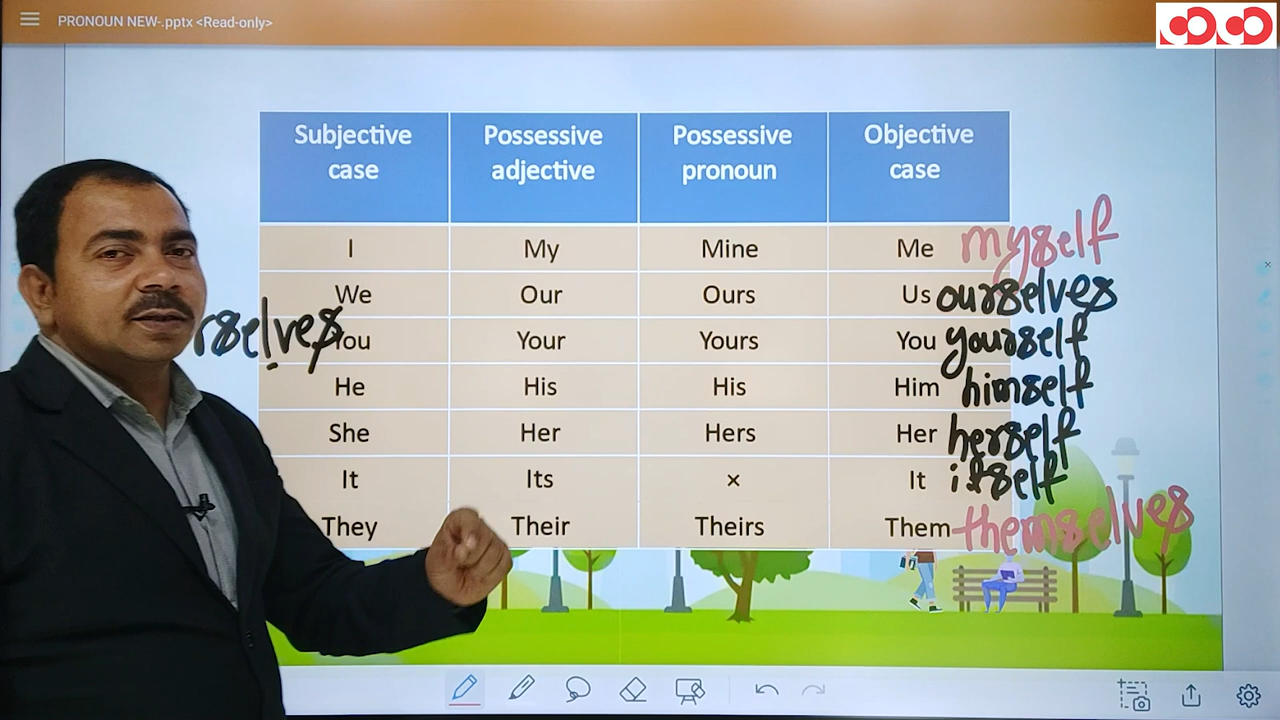 PRONOUN NEW-.pptx <Read-only>
Subjective case Possessive adjective Possessive pronoun Objective case
I My Mine Me myself
We Our Ours Us ourselves
rselves You Your Yours You yourself
He His His Him himself
She Her Hers Her herself
It Its × It itself
They Their Theirs Them themselves